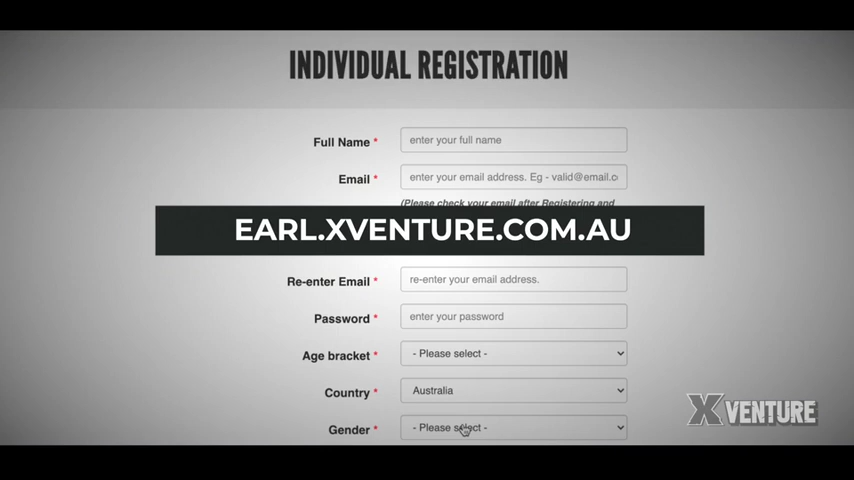 INDIVIDUAL REGISTRATION
Full Name * enter your full name
Email * enter your email address. Eg - valid@email.c
(Please check your email after Registering and
EARL.XVENTURE.COM.AU
Re-enter Email * re-enter your email address.
Password * enter your password
Age bracket * - Please select -
Country * Australia
Gender * - Please select -
X VENTURE